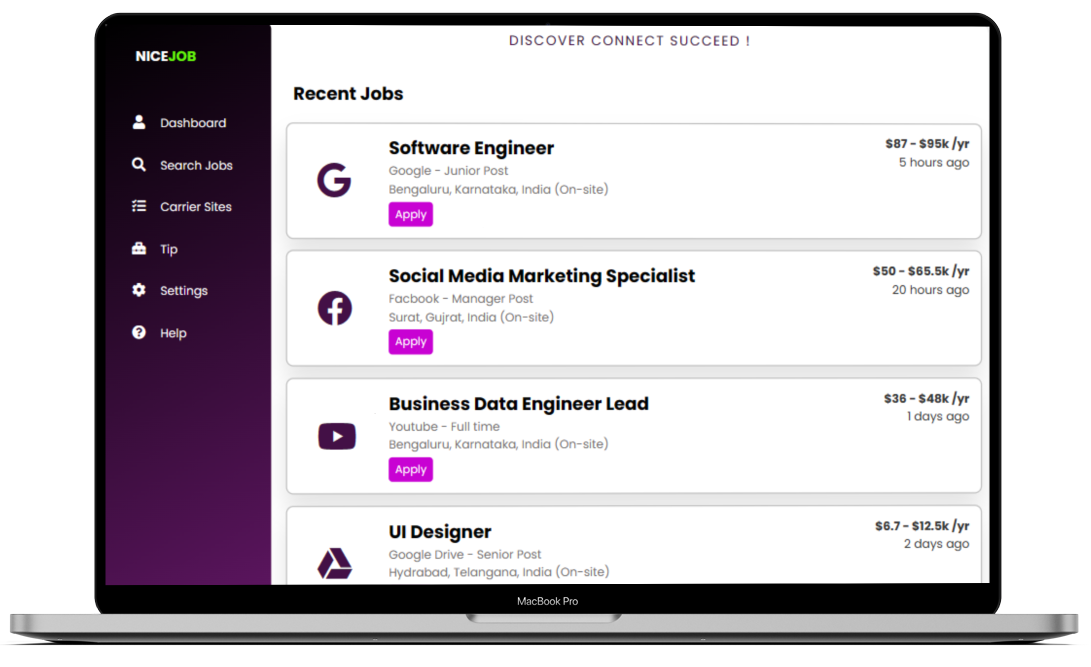 NICEJOB
Dashboard
Search Jobs
Carrier Sites
Tip
Settings
Help
DISCOVER CONNECT SUCCEED !
Recent Jobs
Software Engineer
Google - Junior Post
Bengaluru, Karnataka, India (On-site)
Apply
$87 - $95k /yr
5 hours ago
Social Media Marketing Specialist
Facbook - Manager Post
Surat, Gujrat, India (On-site)
Apply
$50 - $65.5k /yr
20 hours ago
Business Data Engineer Lead
Youtube - Full time
Bengaluru, Karnataka, India (On-site)
Apply
$36 - $48k /yr
1 days ago
UI Designer
Google Drive - Senior Post
Hydrabad, Telangana, India (On-site)
$6.7 - $12.5k /yr
2 days ago
MacBook Pro